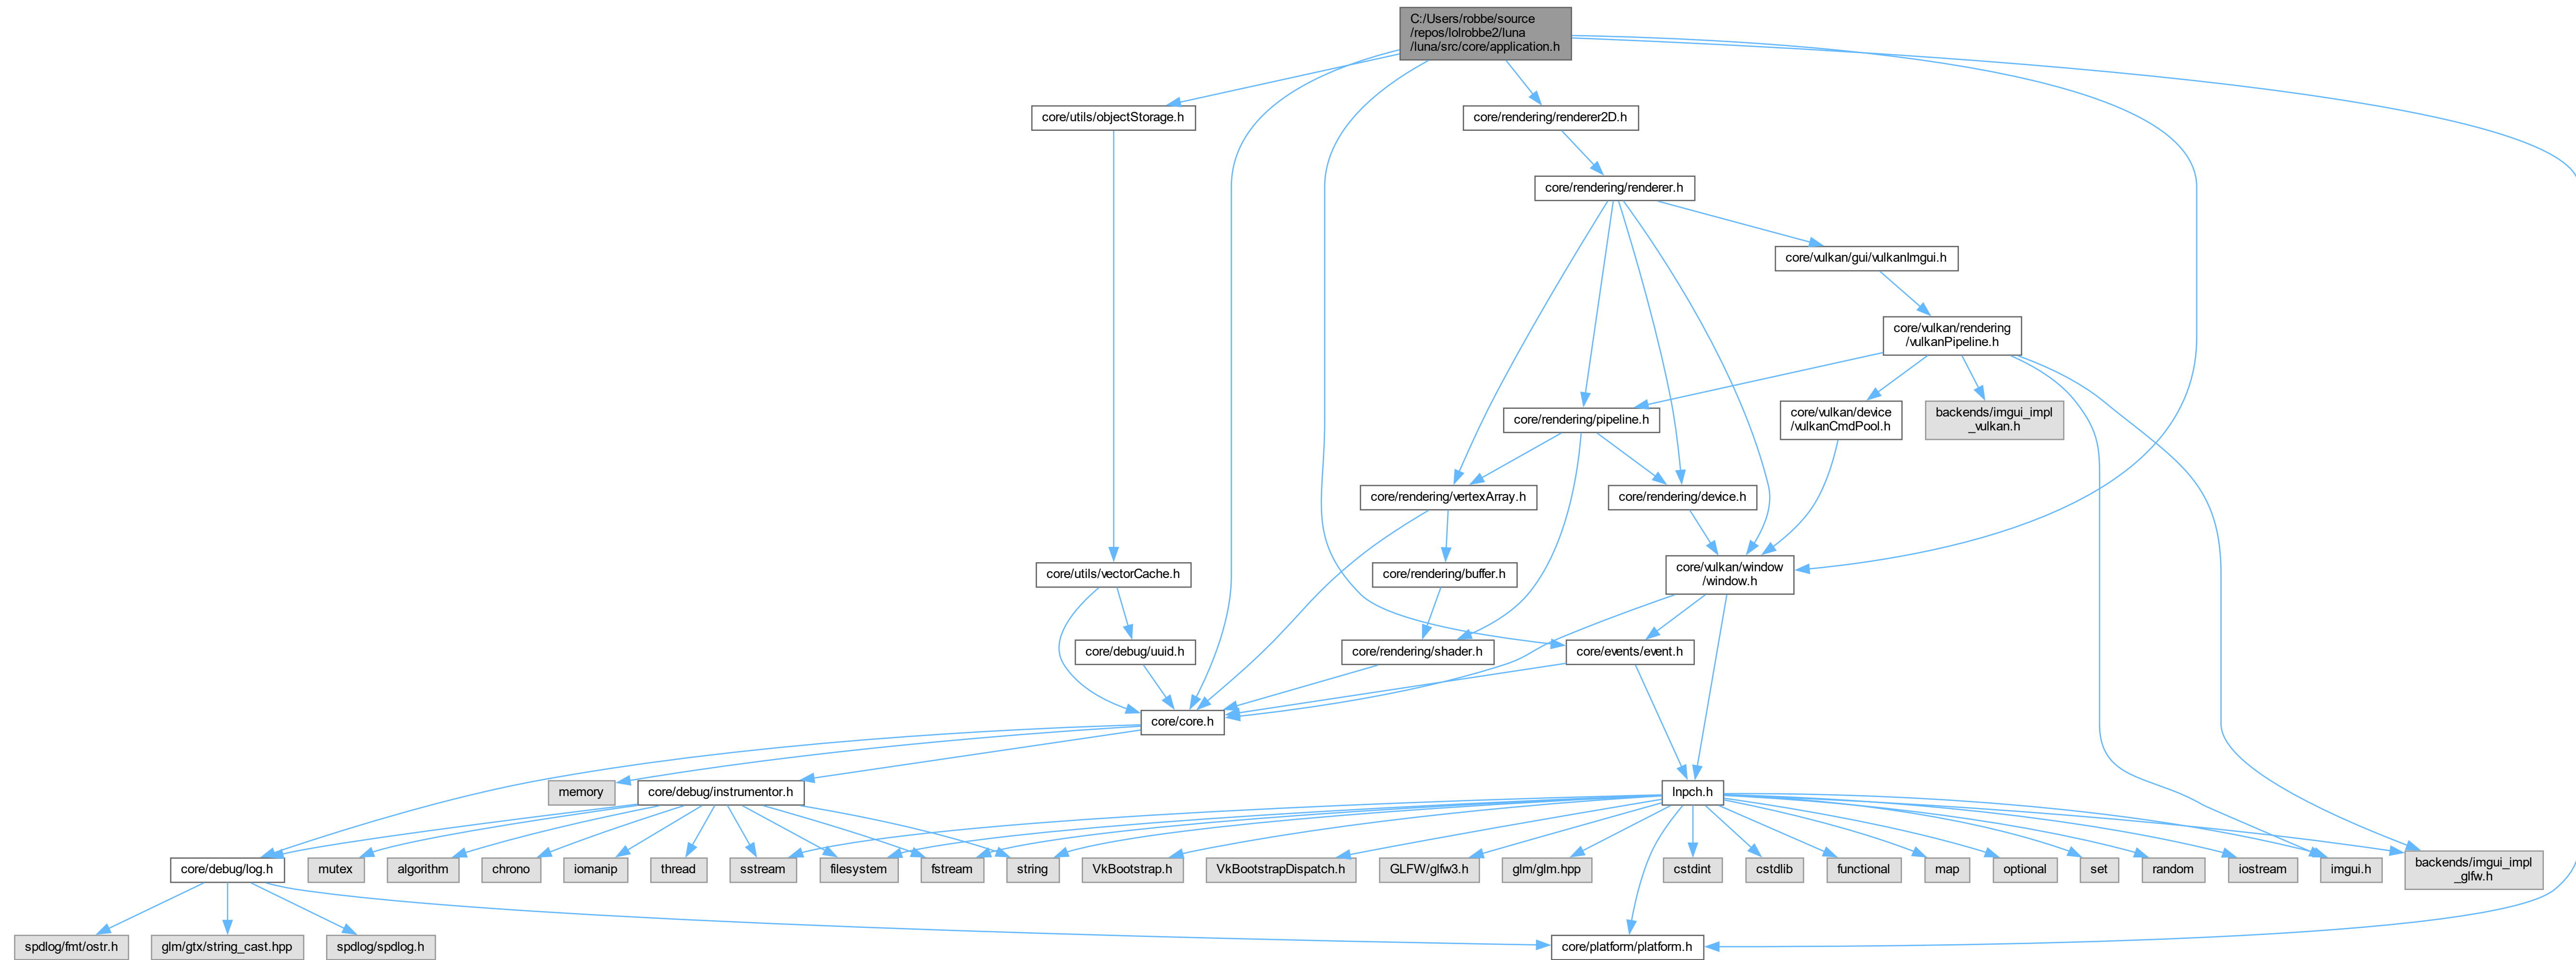 C:/Users/robbe/source
/repos/lolrobbe2/luna
/luna/src/core/application.h
core/utils/objectStorage.h
core/rendering/renderer2D.h
core/rendering/renderer.h
core/vulkan/gui/vulkanImgui.h
core/vulkan/rendering
/vulkanPipeline.h
core/rendering/pipeline.h
core/vulkan/device
/vulkanCmdPool.h
backends/imgui_impl
_vulkan.h
core/rendering/vertexArray.h
core/rendering/device.h
core/utils/vectorCache.h
core/rendering/buffer.h
core/vulkan/window
/window.h
core/debug/uuid.h
core/rendering/shader.h
core/events/event.h
core/core.h
memory
core/debug/instrumentor.h
lnpch.h
core/debug/log.h
mutex
algorithm
chrono
iomanip
thread
sstream
filesystem
fstream
string
VkBootstrap.h
VkBootstrapDispatch.h
GLFW/glfw3.h
glm/glm.hpp
cstdint
cstdlib
functional
map
optional
set
random
iostream
imgui.h
backends/imgui_impl
_glfw.h
spdlog/fmt/ostr.h
glm/gtx/string_cast.hpp
spdlog/spdlog.h
core/platform/platform.h